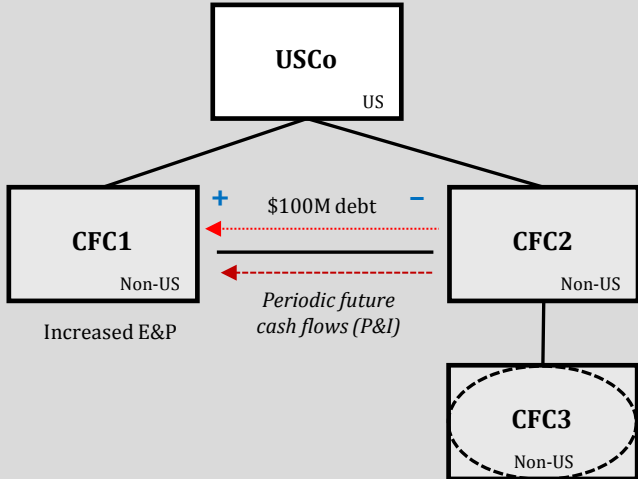 USCo
US
+
$100M debt
−
CFC1
Non-US
CFC2
Non-US
Periodic future
cash flows (P&I)
Increased E&P
CFC3
Non-US